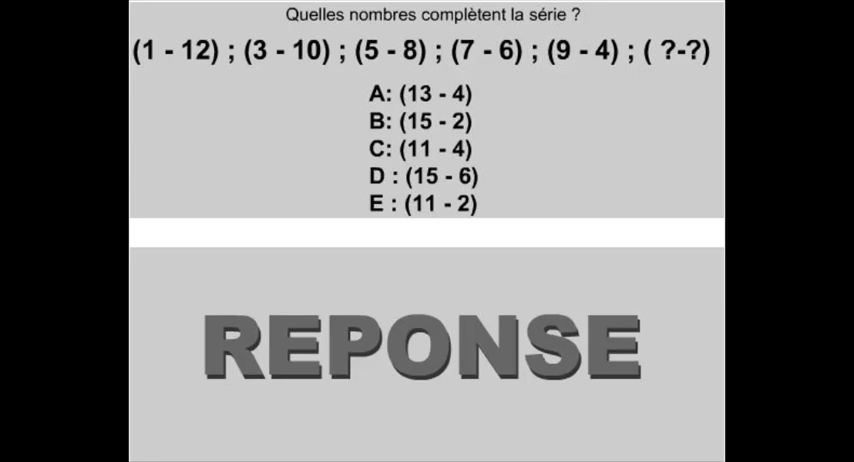 Quelles nombres complètent la série ?
(1 - 12) ; (3 - 10) ; (5 - 8) ; (7 - 6) ; (9 - 4) ; ( ?-?)
A: (13 - 4)
B: (15 - 2)
C: (11 - 4)
D : (15 - 6)
E : (11 - 2)
REPONSE